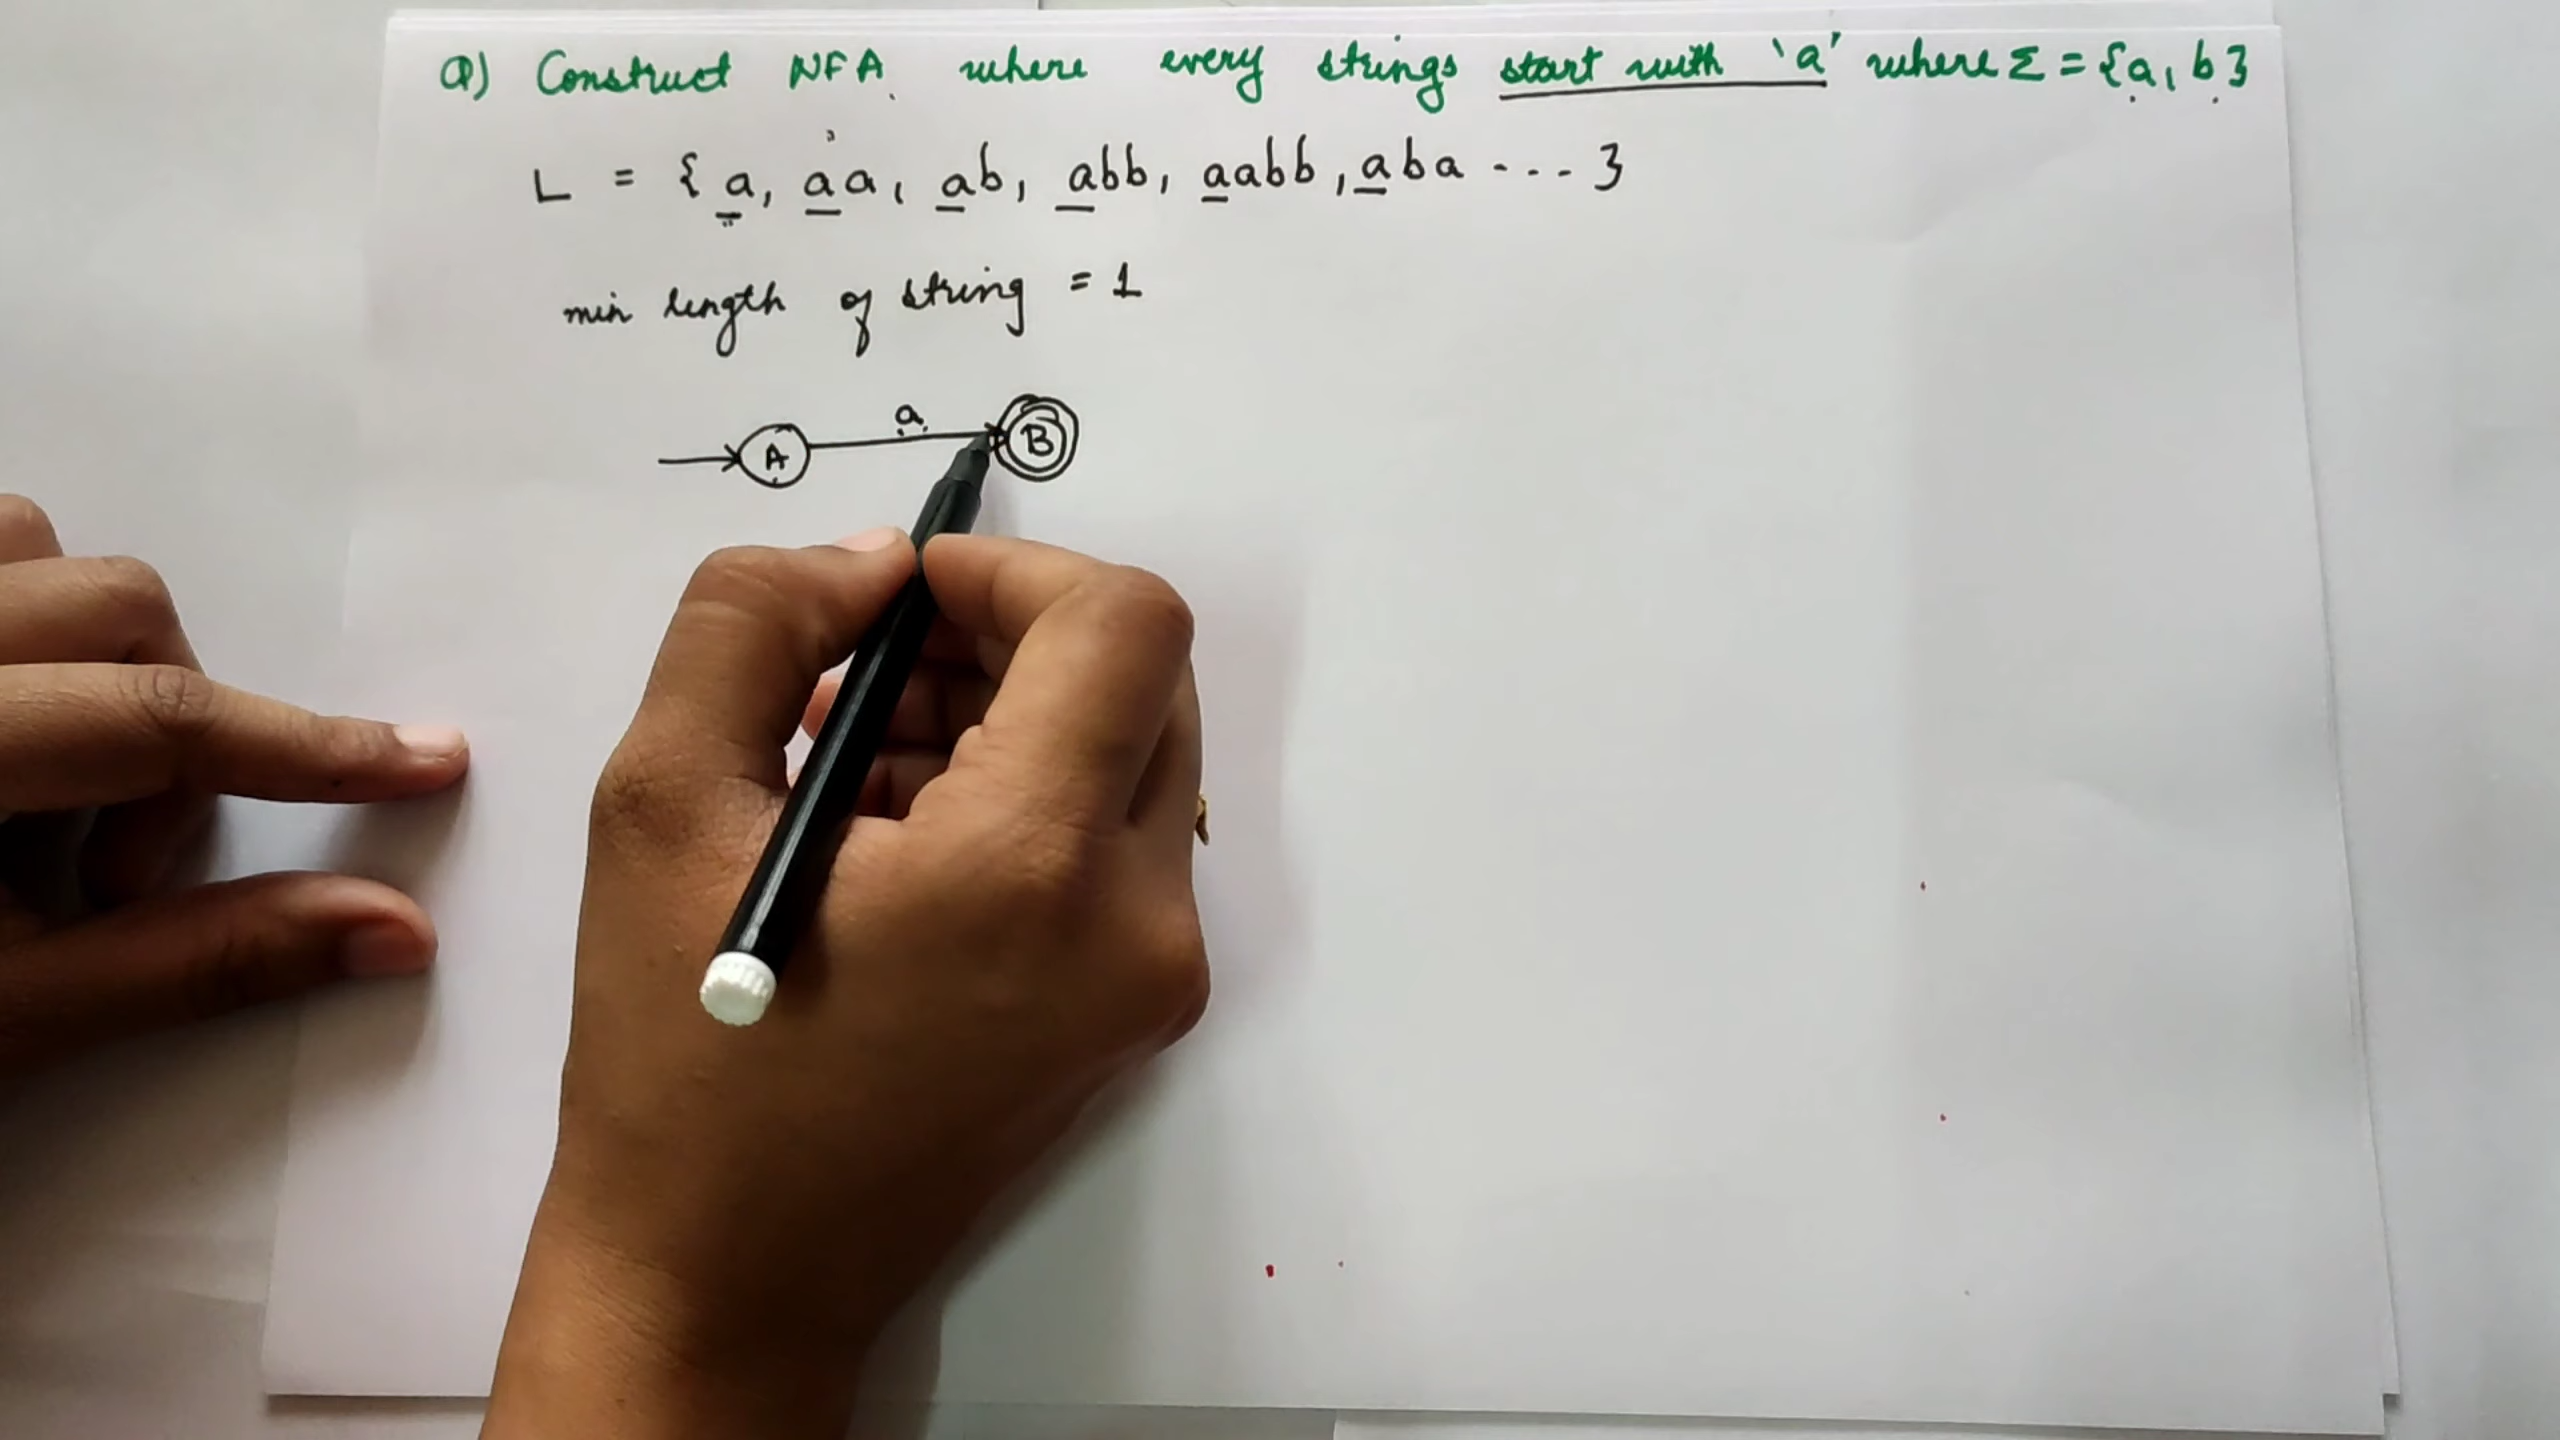 Q) Construct NFA where every strings start with 'a' where Σ = {a, b}
L = { a, aa, ab, abb, aabb, aba - - - }
min length of string = 1
a
A B